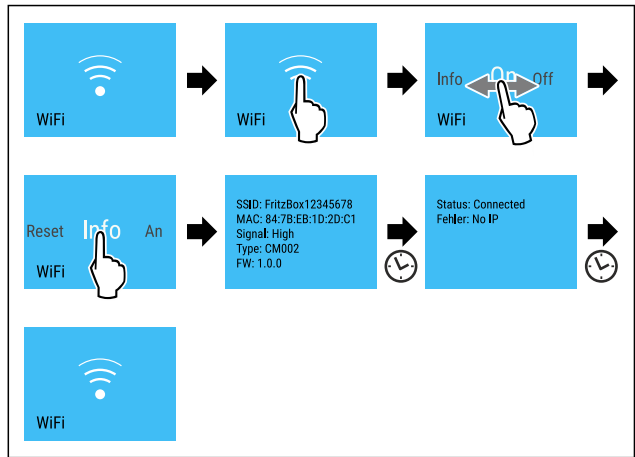 WiFi
WiFi
Info On Off
WiFi
Reset Info An
WiFi
SSID: FritzBox12345678
MAC: 84:7B:EB:1D:2D:C1
Signal: High
Type: CM002
FW: 1.0.0
Status: Connected
Fehler: No IP
WiFi